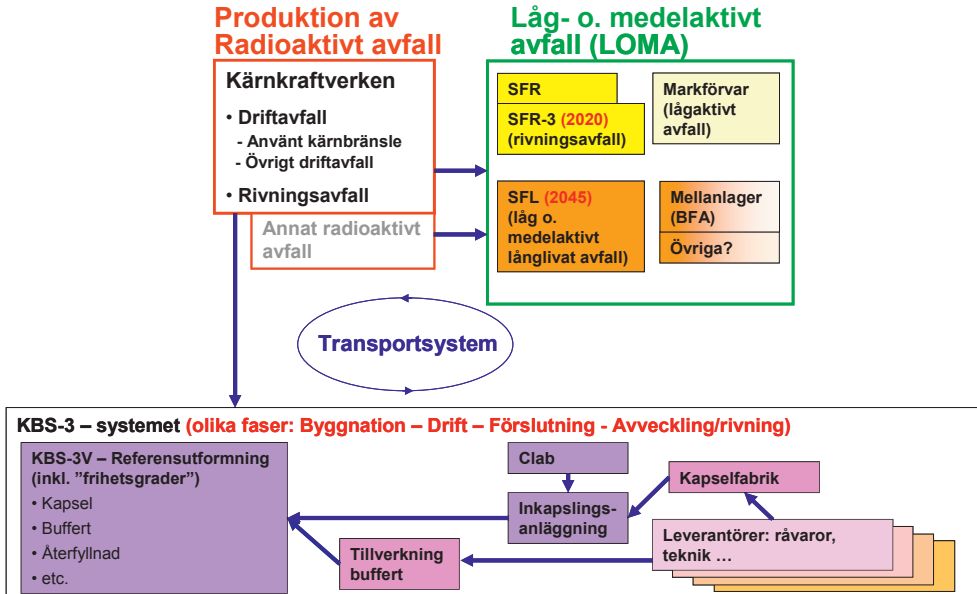 Produktion av
Radioaktivt avfall
Kärnkraftverken
• Driftavfall
- Använt kärnbränsle
- Övrigt driftavfall
• Rivningsavfall
Annat radioaktivt
avfall
Låg- o. medelaktivt
avfall (LOMA)
SFR
SFR-3 (2020)
(rivningsavfall)
Markförvar
(lågaktivt
avfall)
SFL (2045)
(låg o.
medelaktivt
långlivat avfall)
Mellanlager
(BFA)
Övriga?
Transportsystem
KBS-3 – systemet (olika faser: Byggnation – Drift – Förslutning - Avveckling/rivning)
KBS-3V – Referensutformning
(inkl. ”frihetsgrader”)
• Kapsel
• Buffert
• Återfyllnad
• etc.
Clab
Inkapslings-
anläggning
Tillverkning
buffert
Kapselfabrik
Leverantörer: råvaror,
teknik …